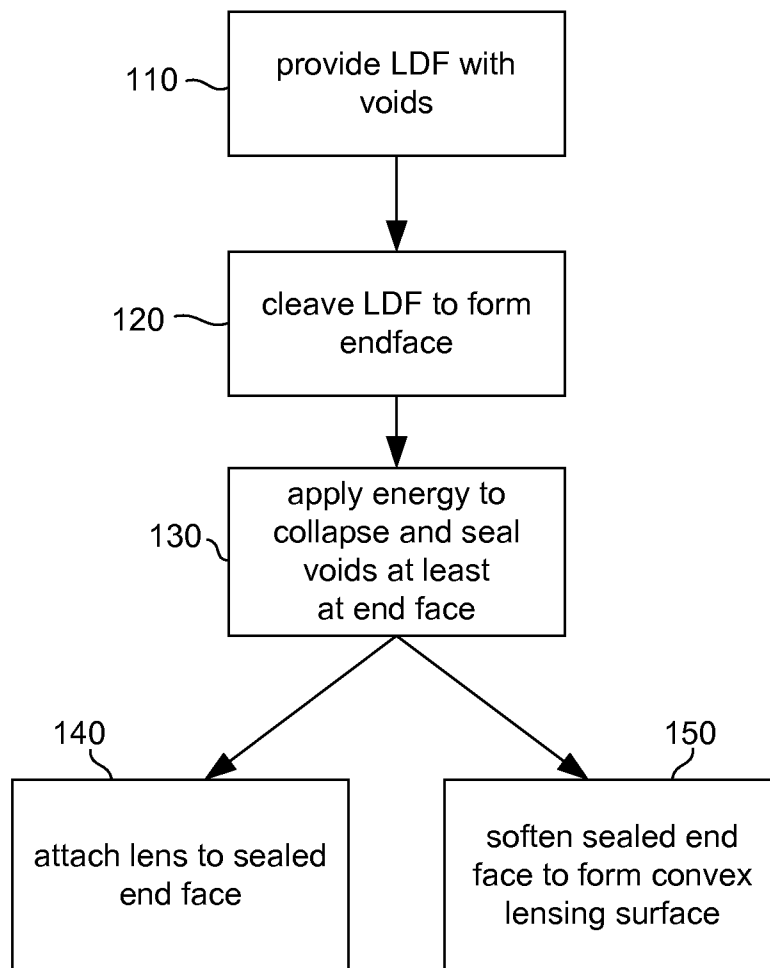 110
provide LDF with
voids
120
cleave LDF to form
endface
130
apply energy to
collapse and seal
voids at least
at end face
140
attach lens to sealed
end face
150
soften sealed end
face to form convex
lensing surface